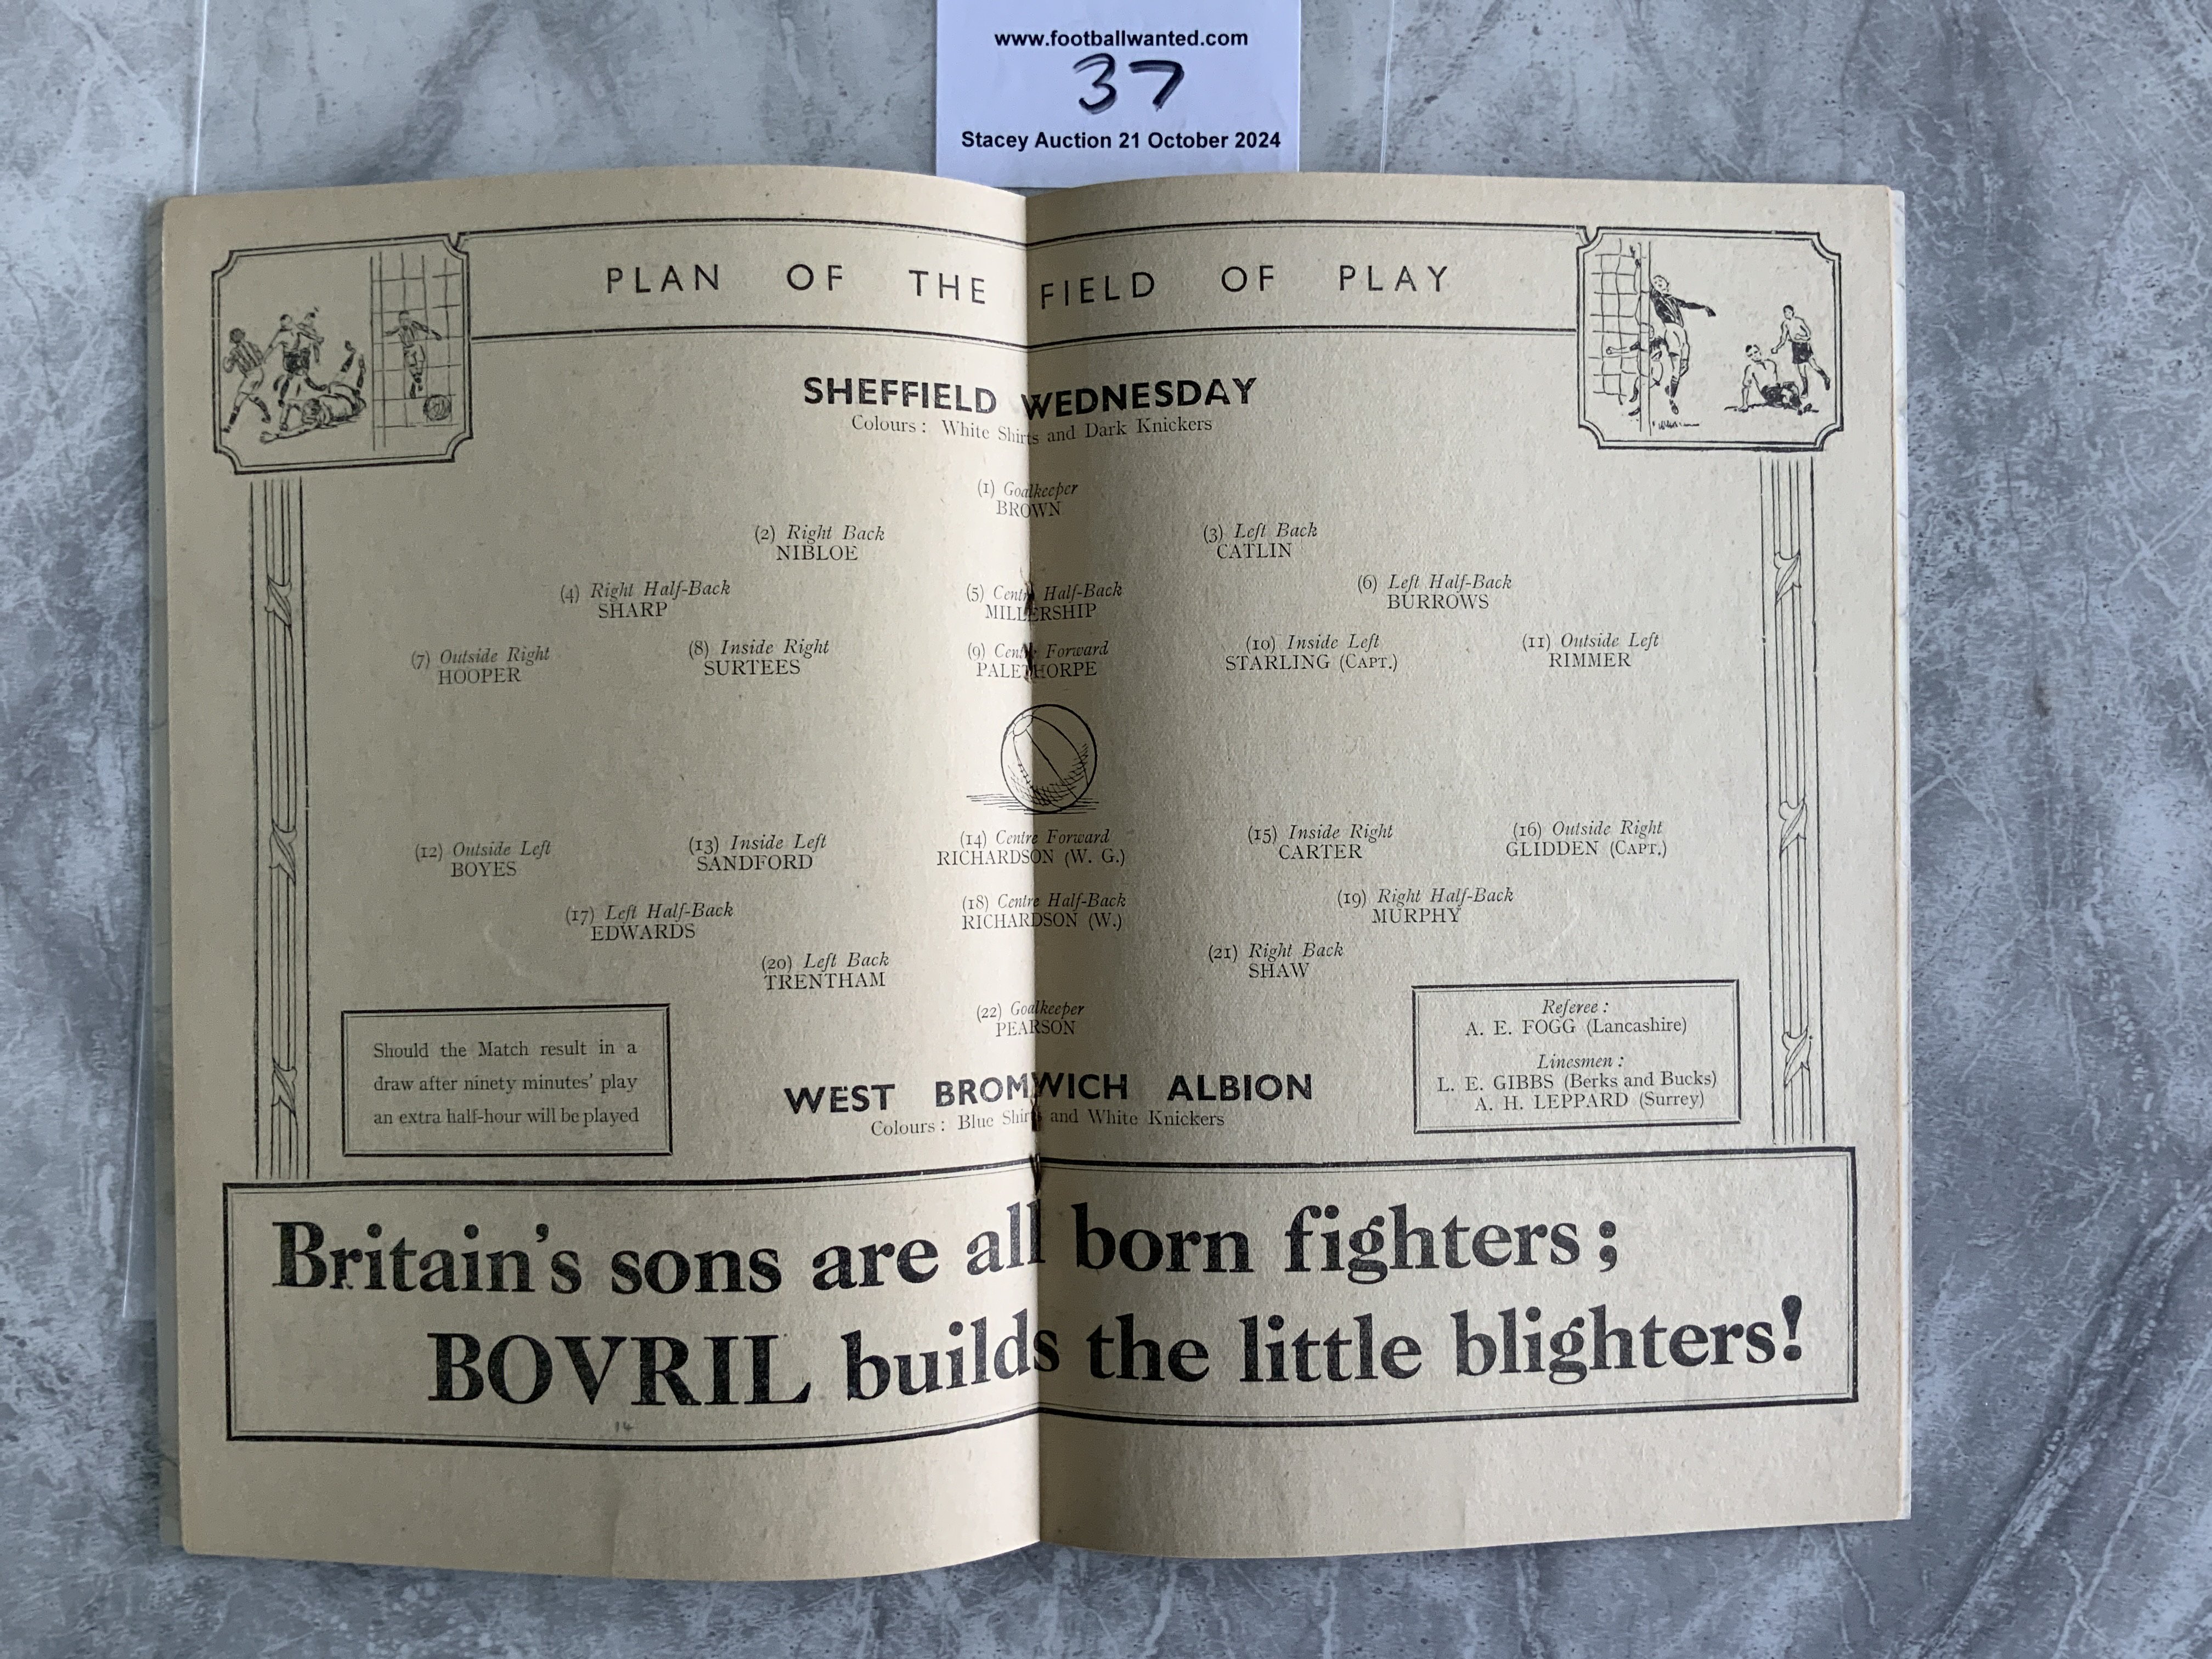 www.footballwanted.com
37
Stacey Auction 21 October 2024
PLAN OF THE FIELD OF PLAY
SHEFFIELD WEDNESDAY
Colours : White Shirts and Dark Knickers
(1) Goalkeeper
BROWN
(2) Right Back
NIBLOE
(3) Left Back
CATLIN
(4) Right Half-Back
SHARP
(5) Centre Half-Back
MILLERSHIP
(6) Left Half-Back
BURROWS
(7) Outside Right
HOOPER
(8) Inside Right
SURTEES
(9) Centre Forward
PALETHORPE
(10) Inside Left
STARLING (CAPT.)
(11) Outside Left
RIMMER
(12) Outside Left
BOYES
(13) Inside Left
SANDFORD
(14) Centre Forward
RICHARDSON (W. G.)
(15) Inside Right
CARTER
(16) Outside Right
GLIDDEN (CAPT.)
(17) Left Half-Back
EDWARDS
(18) Centre Half-Back
RICHARDSON (W.)
(19) Right Half-Back
MURPHY
(20) Left Back
TRENTHAM
(21) Right Back
SHAW
(22) Goalkeeper
PEARSON
WEST BROMWICH ALBION
Colours : Blue Shirts and White Knickers
Should the Match result in a
draw after ninety minutes' play
an extra half-hour will be played
Referee :
A. E. FOGG (Lancashire)
Linesmen :
L. E. GIBBS (Berks and Bucks)
A. H. LEPPARD (Surrey)
Britain's sons are all born fighters ;
BOVRIL builds the little blighters!
14